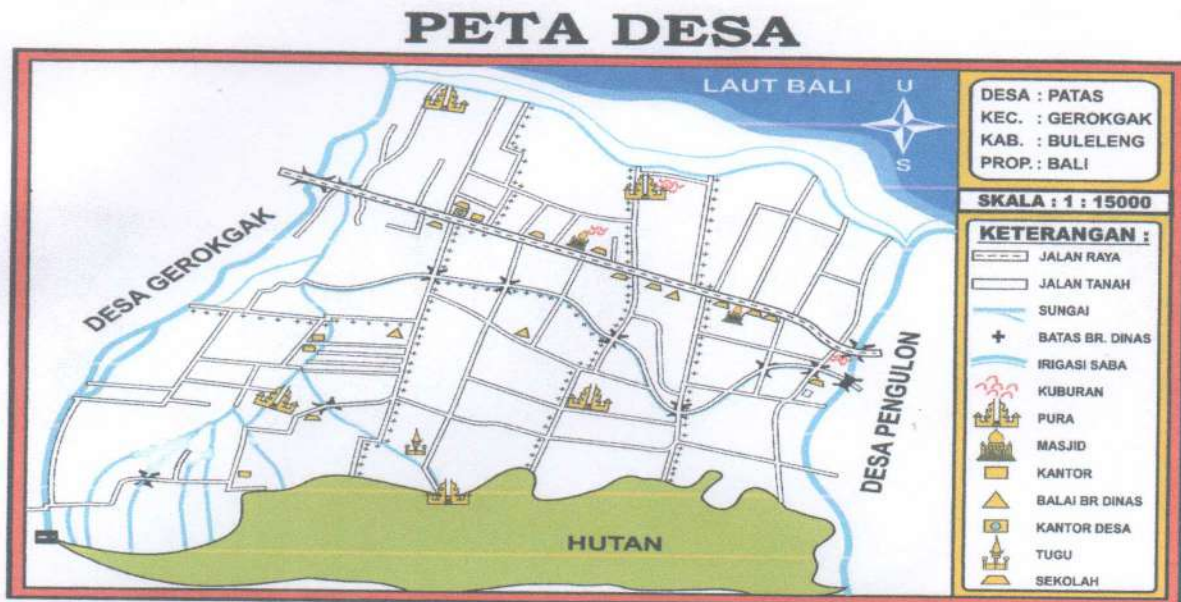 PETA DESA
LAUT BALI
U
S
DESA GEROKGAK
DESA PENGULON
HUTAN
DESA : PATAS
KEC. : GEROKGAK
KAB. : BULELENG
PROP. : BALI
SKALA : 1 : 15000
KETERANGAN :
JALAN RAYA
JALAN TANAH
SUNGAI
BATAS BR. DINAS
IRIGASI SABA
KUBURAN
PURA
MASJID
KANTOR
BALAI BR DINAS
KANTOR DESA
TUGU
SEKOLAH